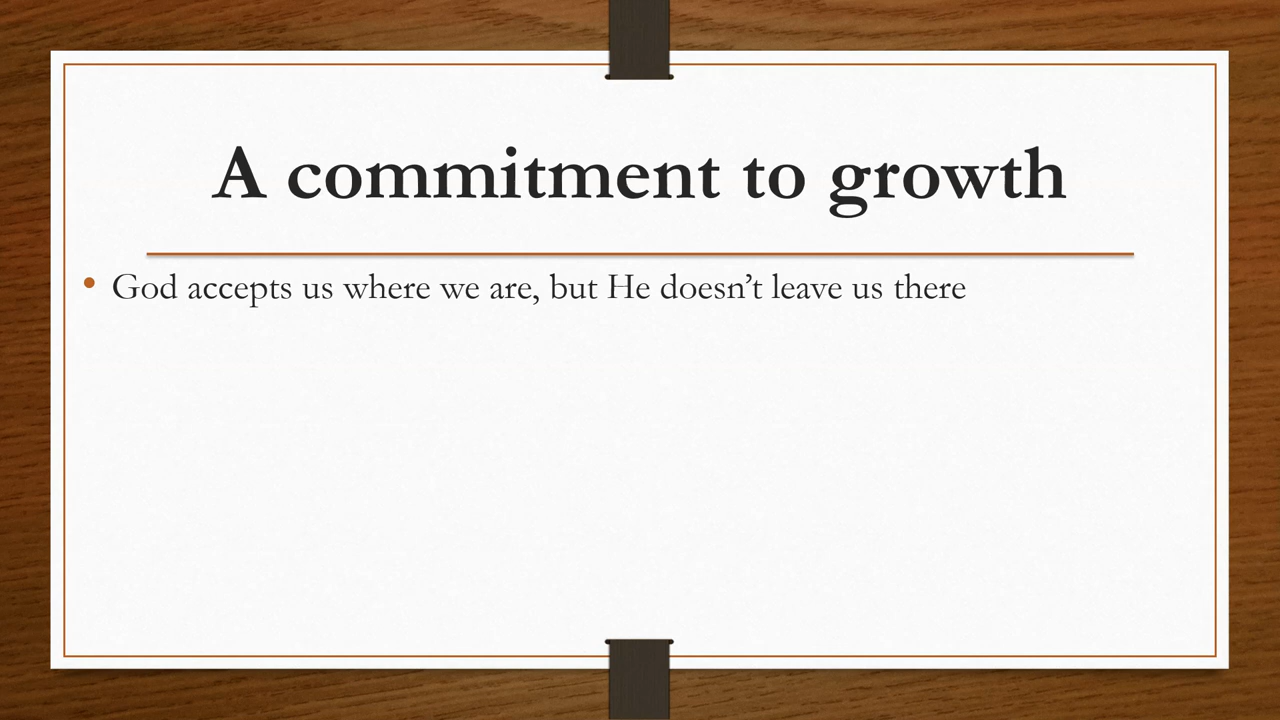 A commitment to growth
• God accepts us where we are, but He doesn’t leave us there